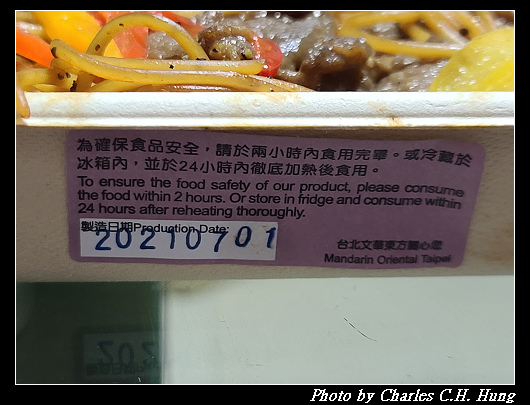 為確保食品安全，請於兩小時內食用完畢。或冷藏於
冰箱內，並於24小時內徹底加熱後食用。
To ensure the food safety of our product, please consume
the food within 2 hours. Or store in fridge and consume within
24 hours after reheating thoroughly.
製造日期Production Date:
20210701
台北文華東方關心您
Mandarin Oriental Taipei
Photo by Charles C.H. Hung